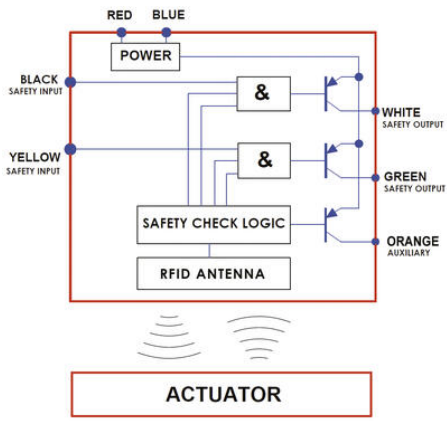 RED BLUE
POWER
BLACK
SAFETY INPUT
&
WHITE
SAFETY OUTPUT
YELLOW
SAFETY INPUT
&
GREEN
SAFETY OUTPUT
SAFETY CHECK LOGIC
ORANGE
AUXILIARY
RFID ANTENNA
ACTUATOR